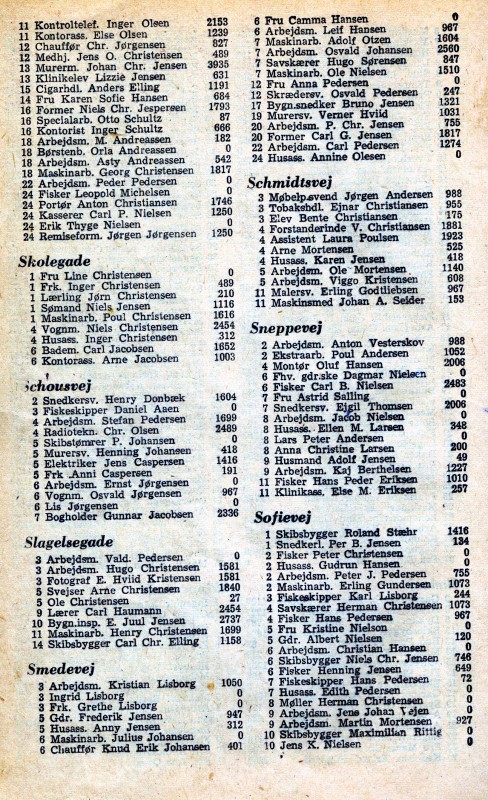 11 Kontroltelef. Inger Olsen 2153
11 Kontorass. Else Olsen 1239
12 Chauffør Chr. Jørgensen 827
12 Medhj. Jens O. Christensen 489
13 Murerm. Johan Chr. Jensen 3935
13 Klinikelev Lizzie Jensen 631
15 Cigarhdl. Anders Elling 1191
14 Fru Karen Sofie Hansen 684
16 Former Niels Chr. Jespersen 1793
16 Specialarb. Otto Schultz 87
16 Kontorist Inger Schultz 666
18 Arbejdsm. M. Andreassen 182
18 Børstenb. Orla Andreassen 0
18 Arbejdsm. Asty Andreassen 542
18 Maskinarb. Georg Christensen 1817
22 Arbejdsm. Peder Pedersen 0
24 Fisker Leopold Michelsen 0
24 Portør Anton Christiansen 1746
24 Kasserer Carl P. Nielsen 1250
24 Erik Thyge Nielsen 0
24 Remiseform. Jørgen Jørgensen 1250
Skolegade
1 Fru Line Christensen 0
1 Frk. Inger Christensen 489
1 Lærling Jørn Christensen 210
1 Sømand Niels Jensen 1116
1 Maskinarb. Poul Christensen 1616
4 Vognm. Niels Christensen 2454
4 Husass. Inger Christensen 312
6 Badem. Carl Jacobsen 1652
6 Kontorass. Arne Jacobsen 1003
Schousvej
2 Snedkersv. Henry Donbæk 1604
3 Fiskeskipper Daniel Aaen 0
4 Arbejdsm. Stefan Pedersen 1699
4 Radiotekn. Chr. Olsen 2489
5 Skibstømrer P. Johansen 0
5 Murersv. Henning Johansen 418
5 Elektriker Jens Caspersen 1416
5 Frk. Anni Caspersen 191
6 Arbejdsm. Ernst Jørgensen 0
6 Vognm. Osvald Jørgensen 967
6 Lis Jørgensen 0
7 Bogholder Gunnar Jacobsen 2336
Slagelsegade
3 Arbejdsm. Vald. Pedersen 0
3 Arbejdsm. Hugo Christensen 1581
3 Fotograf E. Hviid Kristensen 1581
5 Svejser Arne Christensen 1840
5 Ole Christensen 27
9 Lærer Carl Haumann 2454
10 Bygn.insp. E. Juul Jensen 2737
11 Maskinarb. Henry Christensen 1699
14 Skibsbygger Carl Chr. Elling 1158
Smedevej
3 Arbejdsm. Kristian Lisborg 1050
3 Ingrid Lisborg 0
3 Frk. Grethe Lisborg 0
5 Gdr. Frederik Jensen 947
5 Husass. Anny Jensen 312
6 Maskinarb. Julius Johansen 0
6 Chauffør Knud Erik Johansen 401
6 Fru Camma Hansen 0
6 Arbejdsm. Leif Hansen 967
7 Maskinarb. Adolf Otzen 1604
7 Arbejdsm. Osvald Johansen 2560
7 Savskærer Hugo Sørensen 847
7 Maskinarb. Ole Nielsen 1510
12 Fru Anna Pedersen 0
12 Skrædersv. Osvald Pedersen 247
17 Bygn.snedker Bruno Jensen 1321
19 Murersv. Verner Hviid 1031
20 Arbejdsm. P. Chr. Jensen 755
20 Former Carl G. Jensen 1817
22 Arbejdsm. Carl Pedersen 1274
24 Husass. Annine Olesen 0
Schmidtsvej
3 Møbelp.svend Jørgen Andersen 988
3 Tobakshdl. Ejnar Christiansen 955
3 Elev Bente Christiansen 175
4 Forstanderinde V. Christensen 1881
4 Assistent Laura Poulsen 1923
4 Arne Mortensen 525
4 Husass. Karen Jensen 418
5 Arbejdsm. Ole Mortensen 1140
5 Arbejdsm. Viggo Kristensen 608
11 Malersv. Erling Godtliebsen 967
11 Maskinsmed Johan A. Selder 153
Sneppevej
2 Arbejdsm. Anton Vesterskov 988
2 Ekstraarb. Poul Andersen 1052
4 Montør Oluf Hansen 2006
6 Fhv. gdr.ske Dagmar Nielsen 0
6 Fisker Carl B. Nielsen 2483
7 Fru Astrid Salling 0
7 Snedkersv. Ejgil Thomsen 2006
8 Arbejdsm. Jacob Nielsen 0
8 Husass. Ellen M. Larsen 348
8 Lars Peter Andersen 0
8 Anna Christine Larsen 200
9 Husmand Adolf Jensen 49
9 Arbejdsm. Kaj Berthelsen 1227
11 Fisker Hans Peder Eriksen 1010
11 Klinikass. Else M. Eriksen 257
Sofievej
1 Skibsbygger Roland Stæhr 1416
1 Snedkerl. Per B. Jensen 134
2 Fisker Peter Christensen 0
2 Husass. Gudrun Hansen 0
2 Arbejdsm. Peter J. Pedersen 755
2 Maskinarb. Erling Gundersen 1073
3 Fiskeskipper Karl Lisborg 244
4 Savskærer Herman Christensen 1073
4 Fisker Hans Pedersen 967
5 Fru Kristine Nielson 0
5 Gdr. Albert Nielsen 120
6 Arbejdsm. Christian Hansen 0
6 Skibsbygger Niels Chr. Jensen 746
6 Fisker Henning Jensen 649
7 Fiskeskipper Hans Pedersen 72
7 Husass. Edith Pedersen 0
8 Møller Herman Christensen 0
9 Arbejdsm. Jens Johan Vejen 0
9 Arbejdsm. Martin Mortensen 927
10 Skibsbygger Maximilian Rittig 0
10 Jens X. Nielsen 0